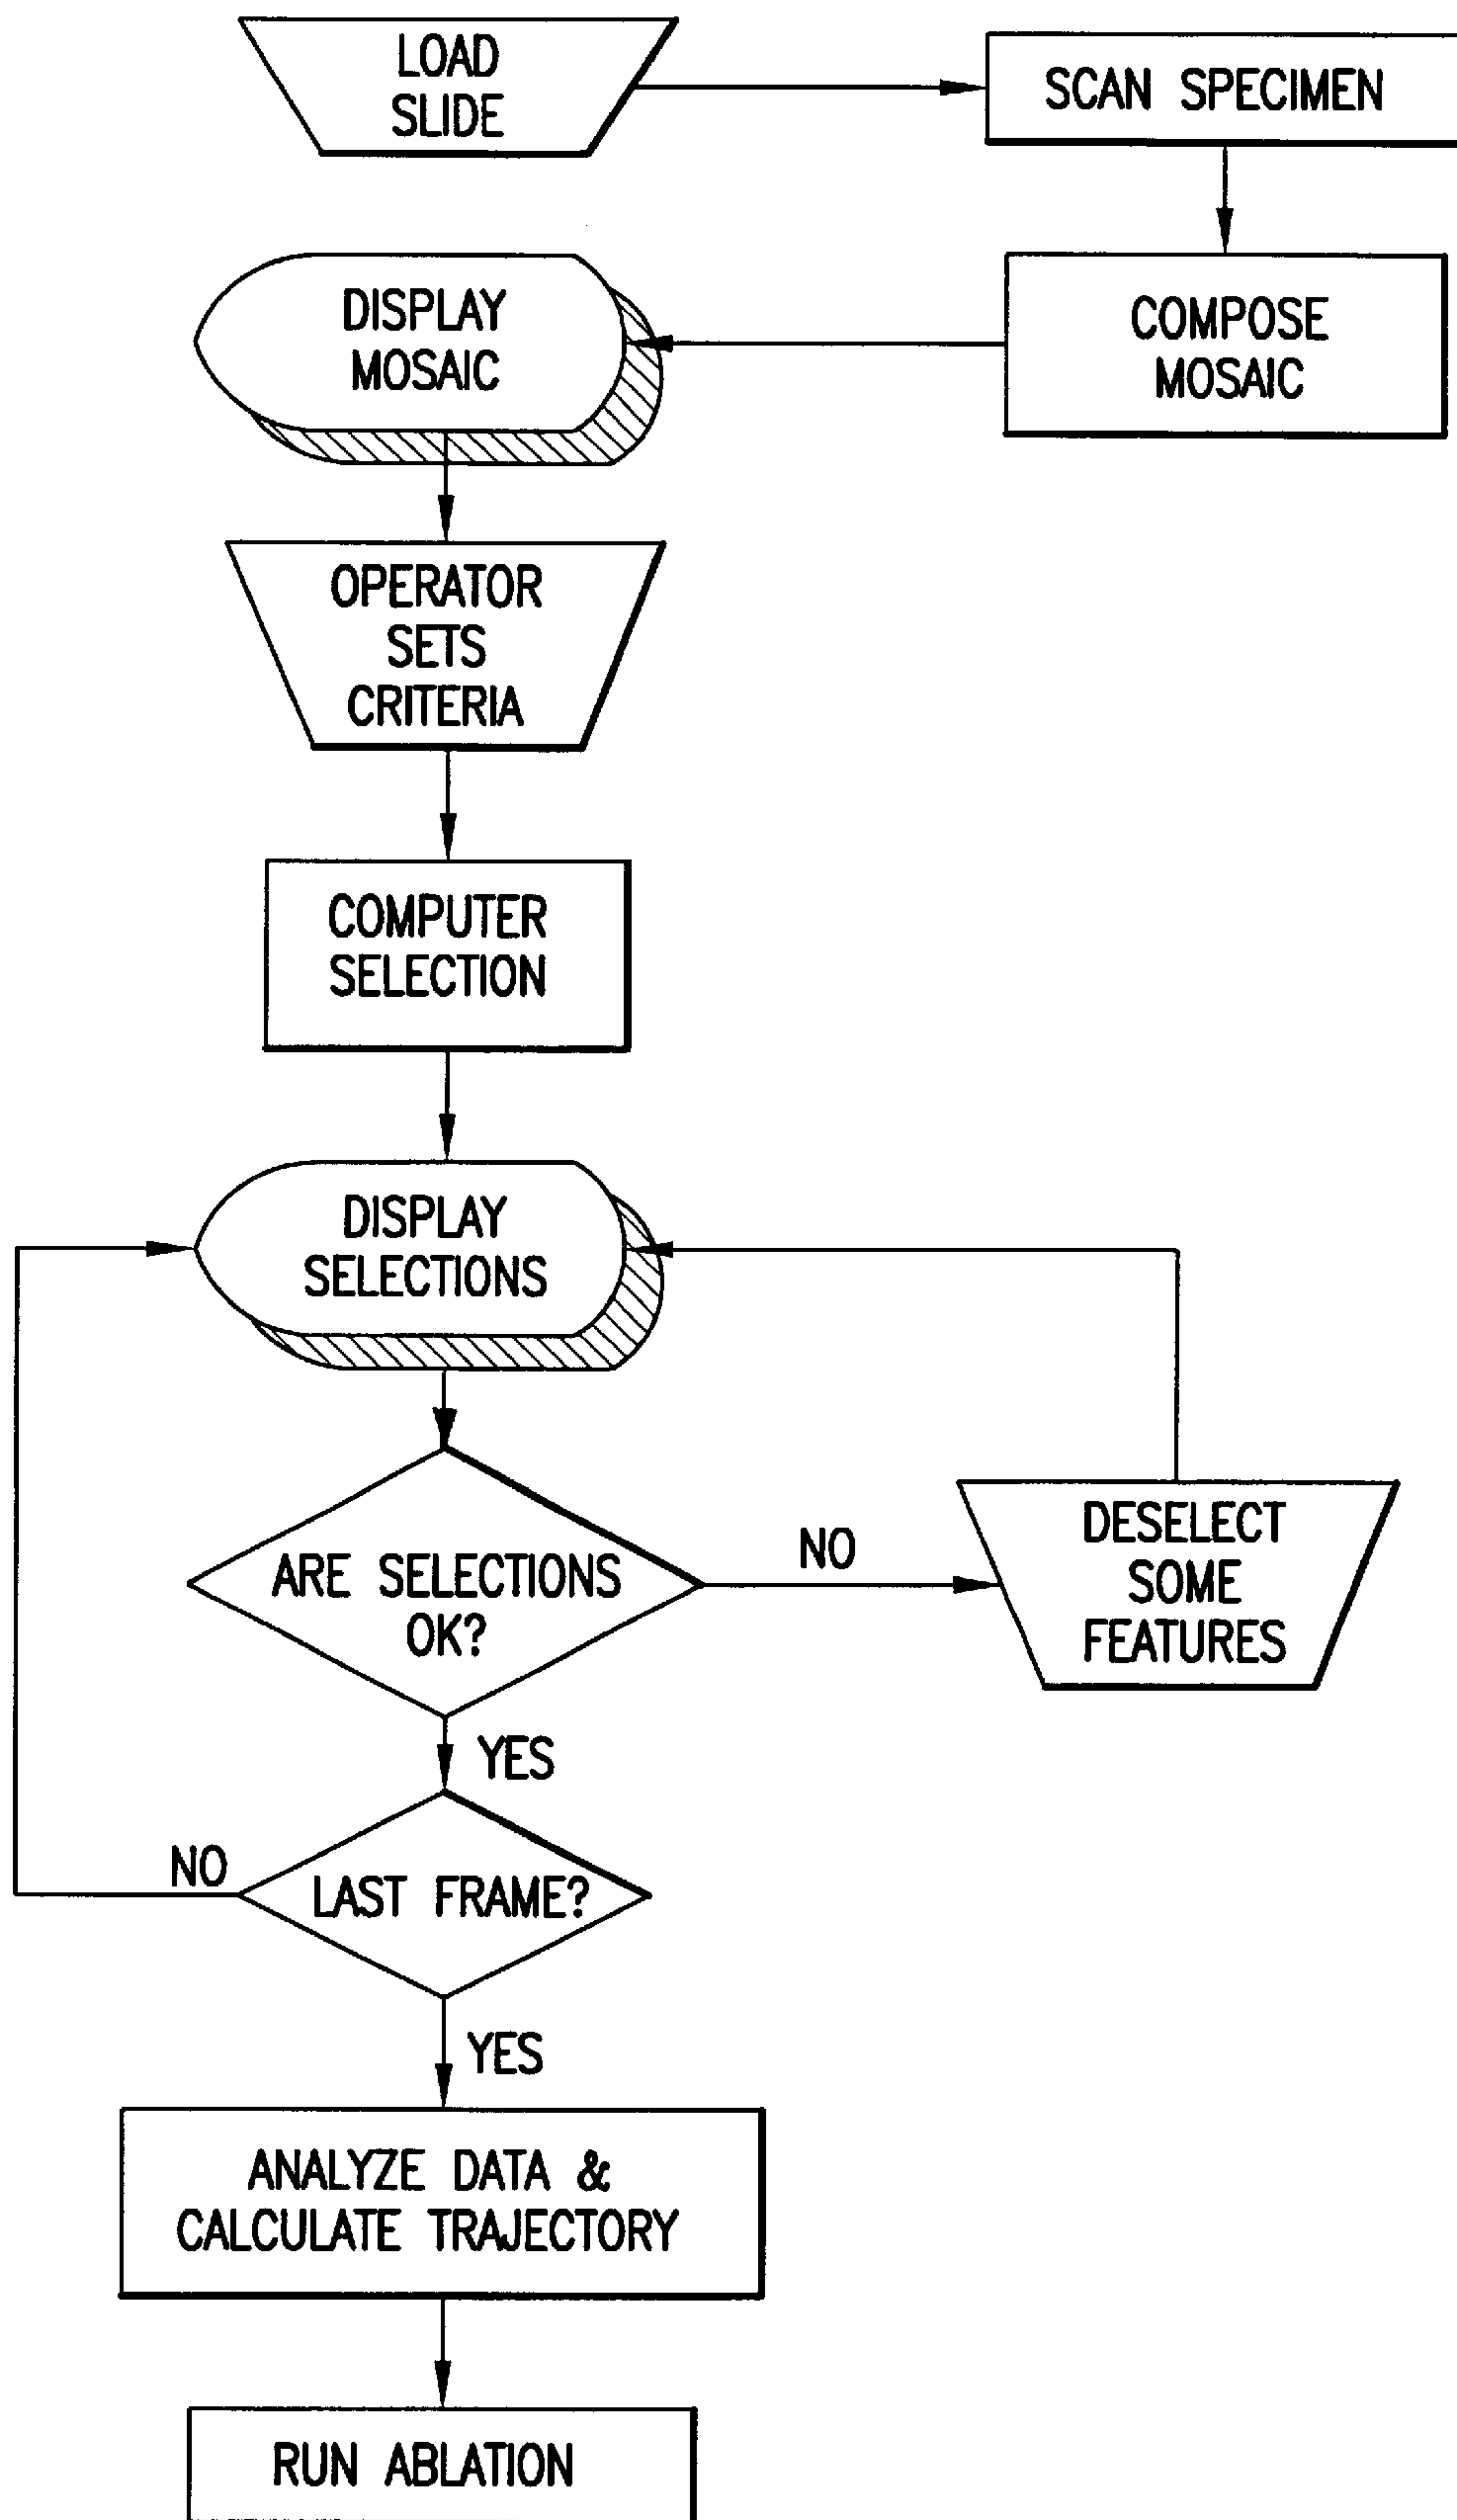 LOAD
SLIDE
SCAN SPECIMEN
COMPOSE
MOSAIC
DISPLAY
MOSAIC
OPERATOR
SETS
CRITERIA
COMPUTER
SELECTION
DISPLAY
SELECTIONS
ARE SELECTIONS
OK?
NO
DESELECT
SOME
FEATURES
YES
LAST FRAME?
NO
YES
ANALYZE DATA &
CALCULATE TRAJECTORY
RUN ABLATION